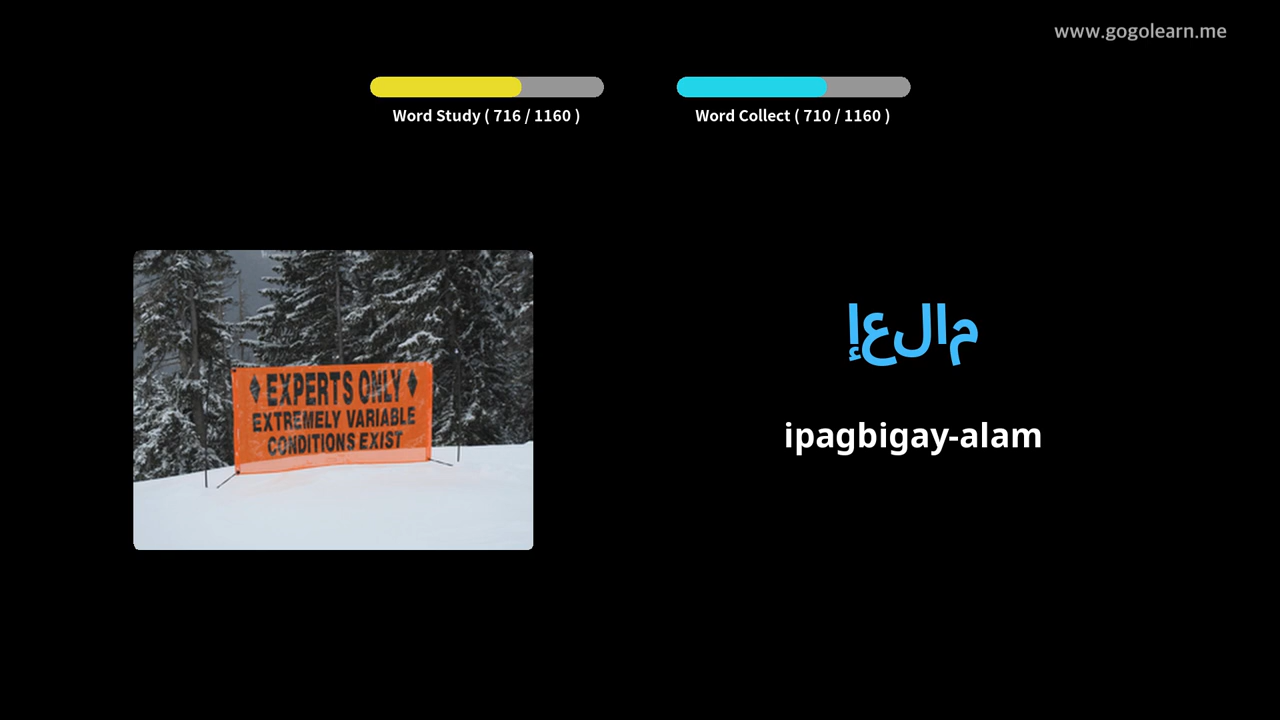 www.gogolearn.me
Word Study ( 716 / 1160 )
Word Collect ( 710 / 1160 )
EXPERTS ONLY
EXTREMELY VARIABLE
CONDITIONS EXIST
مالعإ
ipagbigay-alam